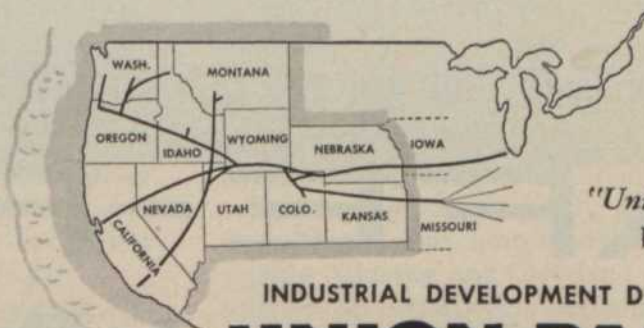 WASH.
MONTANA
OREGON
IDAHO
WYOMING
NEBRASKA
IOWA
NEVADA
UTAH
COLO.
KANSAS
CALIFORNIA
MISSOURI
INDUSTRIAL DEVELOPMENT